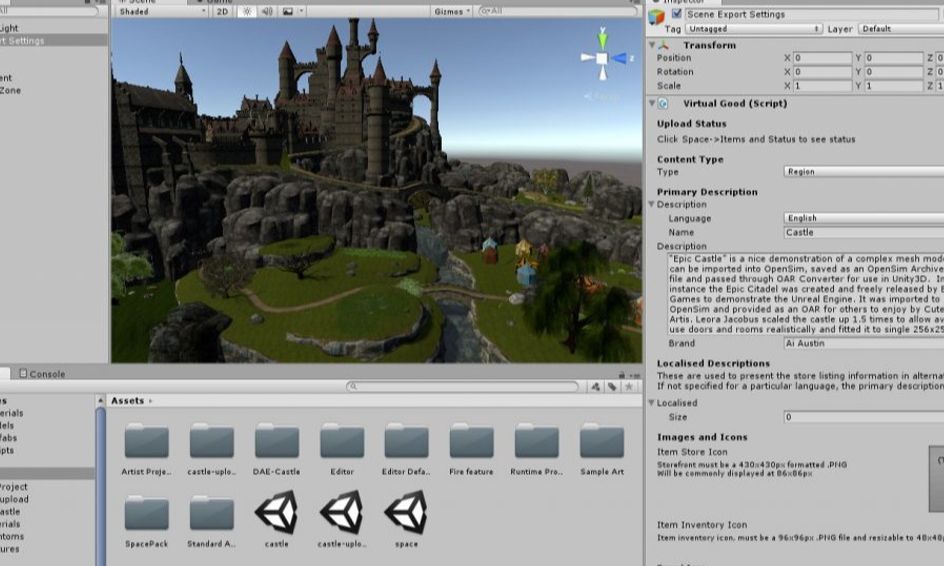 Scene
Game
Inspector
Shaded
2D
Gizmos
All
All
Light
rt Settings
ent
Zone
Scene Export Settings
Tag Untagged Layer Default
Transform
Position X 0 Y 0 Z 0
Rotation X 0 Y 0 Z 0
Scale X 1 Y 1 Z 1
Virtual Good (Script)
Upload Status
Click Space->Items and Status to see status
Content Type
Type Region
Primary Description
Description
Language English
Name Castle
Description
"Epic Castle" is a nice demonstration of a complex mesh mode
can be imported into OpenSim, saved as an OpenSim Archive
file and passed through OAR Converter for use in Unity3D. In
instance the Epic Citadel was created and freely released by E
Games to demonstrate the Unreal Engine. It was imported to
OpenSim and provided as an OAR for others to enjoy by Cute
Artis. Leora Jacobus scaled the castle up 1.5 times to allow av
use doors and rooms realistically and fitted it to single 256x25
Brand Ai Austin
Localised Descriptions
These are used to present the store listing information in alterna
If not specified for a particular language, the primary description
Localised
Size 0
Images and Icons
Item Store Icon
Storefront must be a 430x430px formatted .PNG
Will be commonly displayed at 86x86px
Item Inventory Icon
Item inventory icon, must be a 96x96px .PNG file and resizable to 48x48p
y
z
Console
Assets
es
erials
dels
fabs
ipts
Project
upload
astle
erials
ntoms
ures
Artist Proje..
castle-uplo..
DAE-Castle
Editor
Editor Defa..
Fire feature
Runtime Pro..
Sample Art
SpacePack
Standard A..
castle
castle-uplo..
space